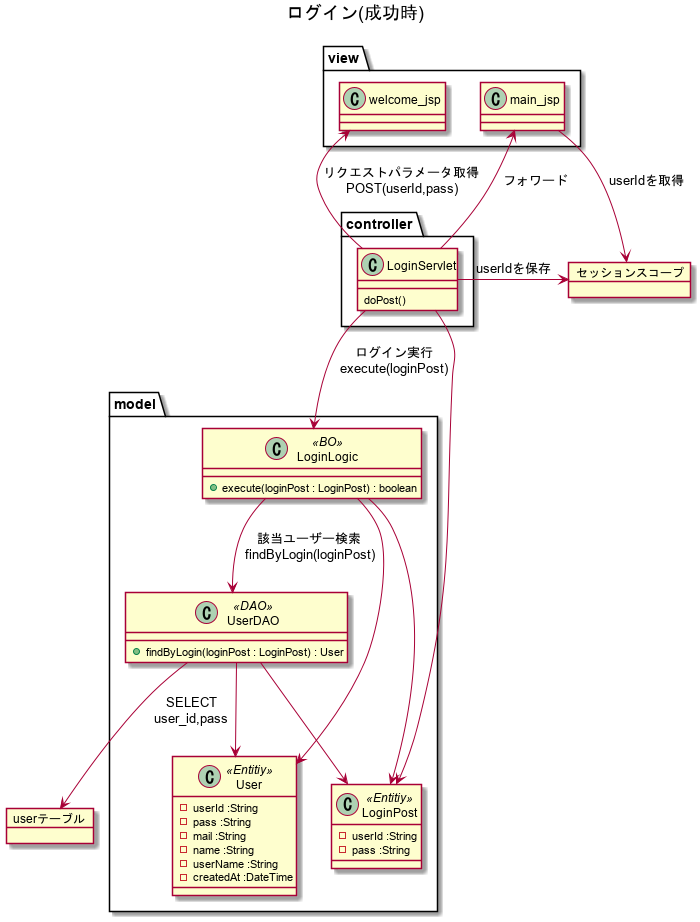 ログイン(成功時)
view
C welcome_jsp
C main_jsp
リクエストパラメータ取得
POST(userId,pass)
フォワード
userIdを取得
controller
C LoginServlet
doPost()
userIdを保存
セッションスコープ
ログイン実行
execute(loginPost)
model
C «BO»
LoginLogic
execute(loginPost : LoginPost) : boolean
該当ユーザー検索
findByLogin(loginPost)
C «DAO»
UserDAO
findByLogin(loginPost : LoginPost) : User
SELECT
user_id,pass
userテーブル
C «Entitiy»
User
userId :String
pass :String
mail :String
name :String
userName :String
createdAt :DateTime
C «Entitiy»
LoginPost
userId :String
pass :String